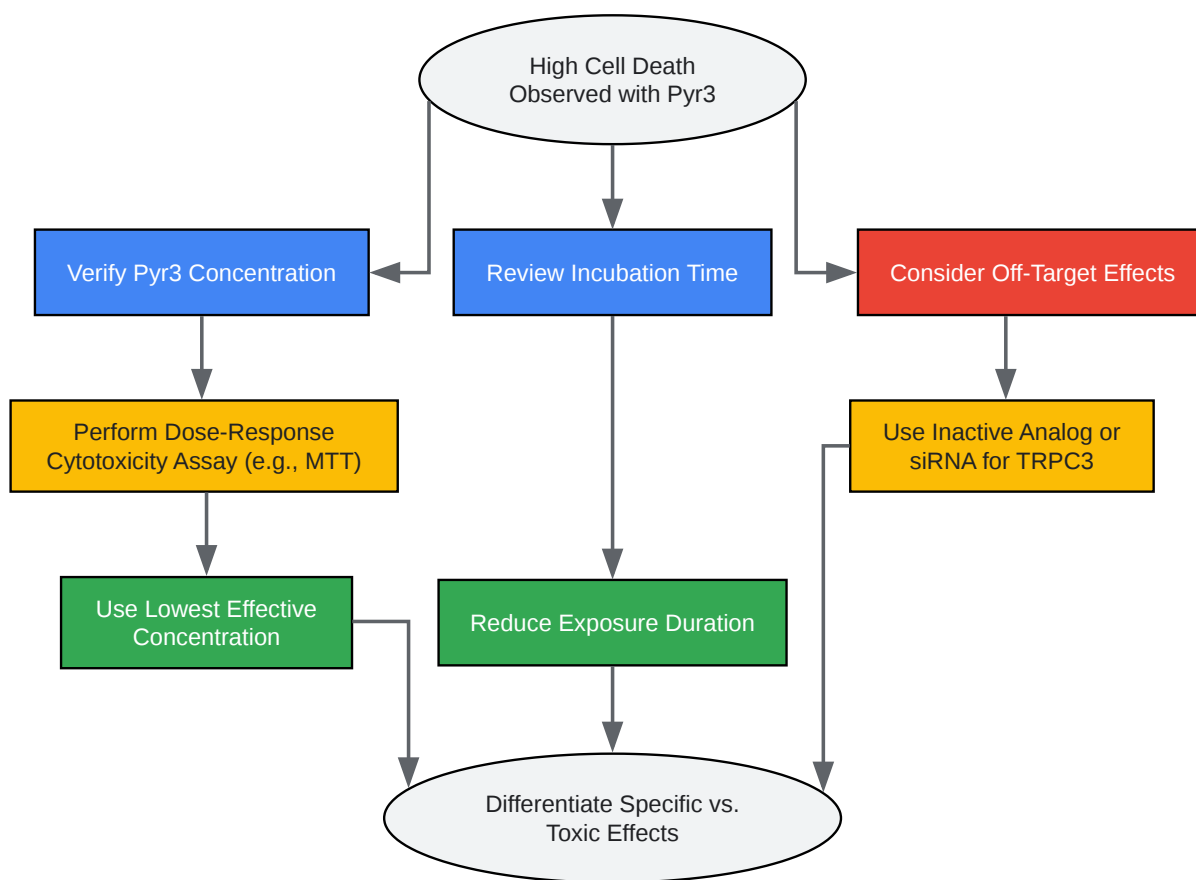 High Cell Death
Observed with Pyr3
Verify Pyr3 Concentration
Review Incubation Time
Consider Off-Target Effects
Perform Dose-Response
Cytotoxicity Assay (e.g., MTT)
Use Inactive Analog or
siRNA for TRPC3
Use Lowest Effective
Concentration
Reduce Exposure Duration
Differentiate Specific vs.
Toxic Effects